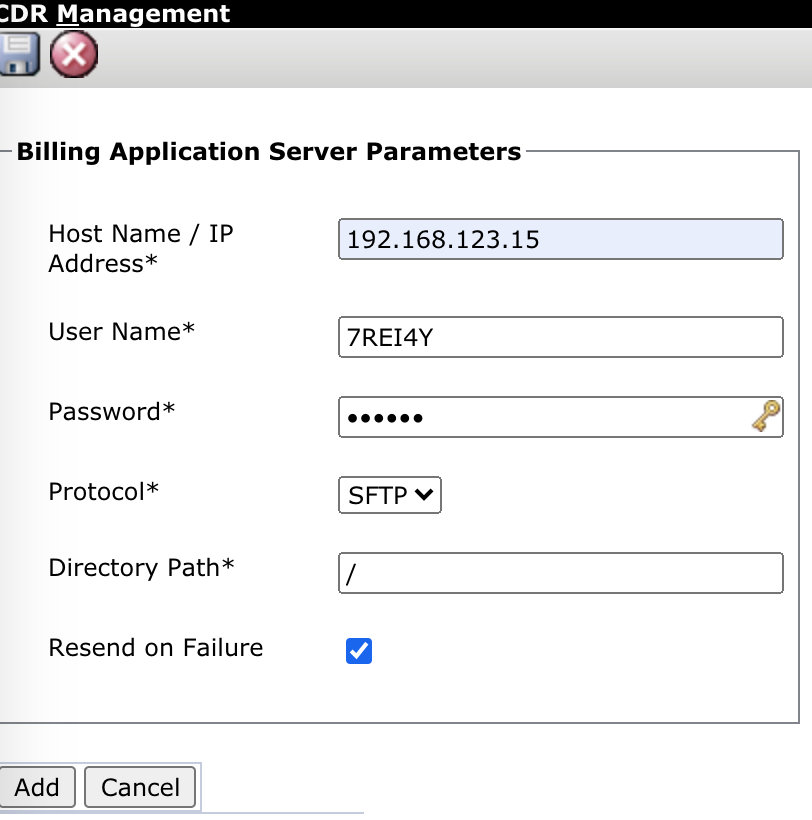 CDR Management
Billing Application Server Parameters
Host Name / IP
Address*
192.168.123.15
User Name*
7REI4Y
Password*
••••••
Protocol*
SFTP
Directory Path*
/
Resend on Failure
Add
Cancel